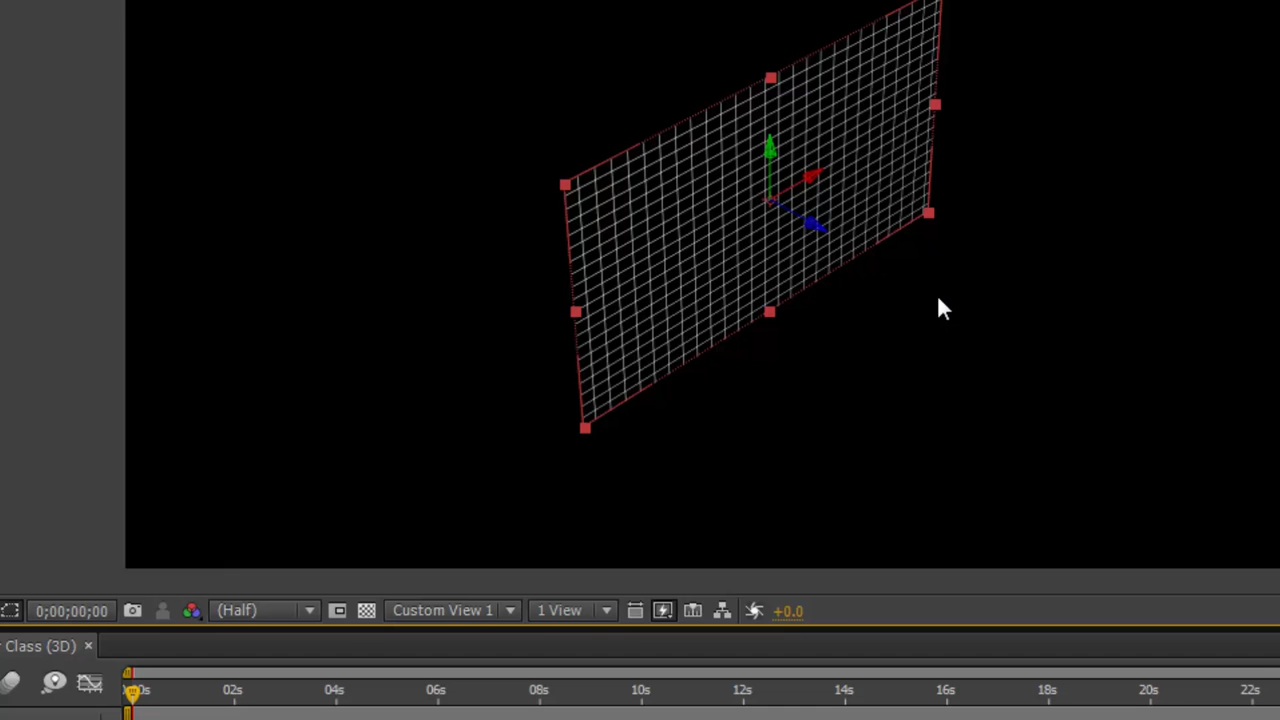 0;00;00;00 (Half) Custom View 1 1 View +0.0
Class (3D) ×
0s 02s 04s 06s 08s 10s 12s 14s 16s 18s 20s 22s